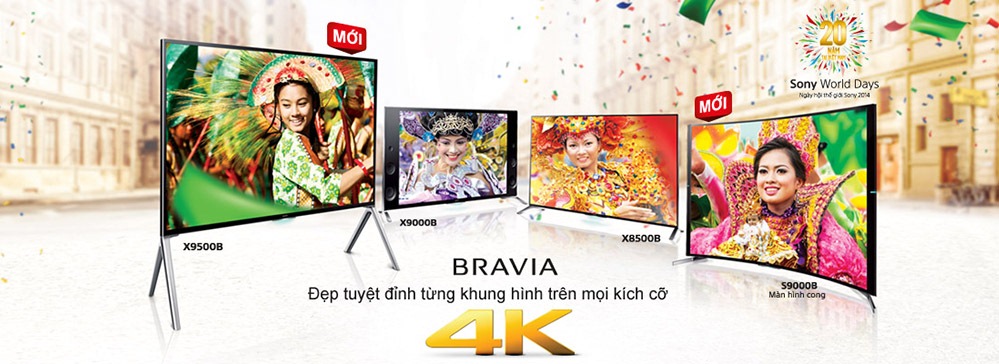 MỚI
20
NĂM
Sony World Days
Ngày hội thế giới Sony 2014
MỚI
X9500B
X9000B
X8500B
S9000B
Màn hình cong
BRAVIA
Đẹp tuyệt đỉnh từng khung hình trên mọi kích cỡ
4K